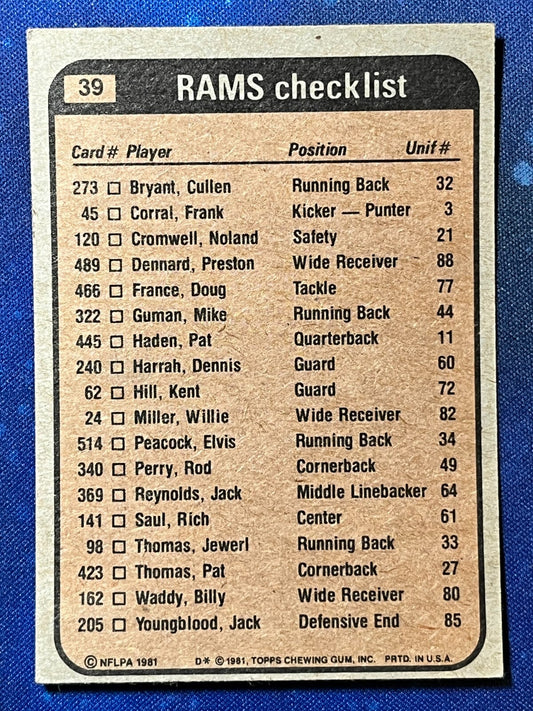 39 RAMS checklist
Card # Player Position Unif #
273 □ Bryant, Cullen Running Back 32
45 □ Corral, Frank Kicker — Punter 3
120 □ Cromwell, Noland Safety 21
489 □ Dennard, Preston Wide Receiver 88
466 □ France, Doug Tackle 77
322 □ Guman, Mike Running Back 44
445 □ Haden, Pat Quarterback 11
240 □ Harrah, Dennis Guard 60
62 □ Hill, Kent Guard 72
24 □ Miller, Willie Wide Receiver 82
514 □ Peacock, Elvis Running Back 34
340 □ Perry, Rod Cornerback 49
369 □ Reynolds, Jack Middle Linebacker 64
141 □ Saul, Rich Center 61
98 □ Thomas, Jewerl Running Back 33
423 □ Thomas, Pat Cornerback 27
162 □ Waddy, Billy Wide Receiver 80
205 □ Youngblood, Jack Defensive End 85
© NFLPA 1981 D* © 1981, TOPPS CHEWING GUM, INC. PRTD. IN U.S.A.